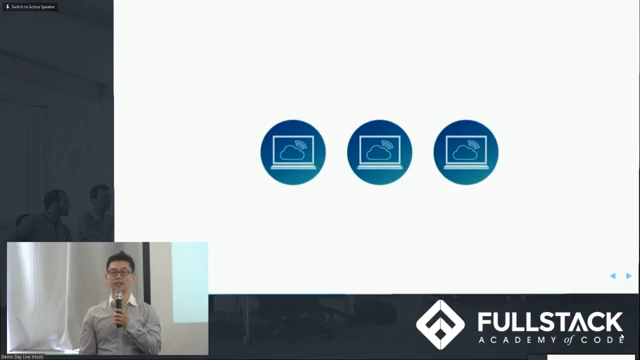 Switch to Active Speaker
FULLSTACK
ACADEMY of CODE
Demo Day Live (Host)